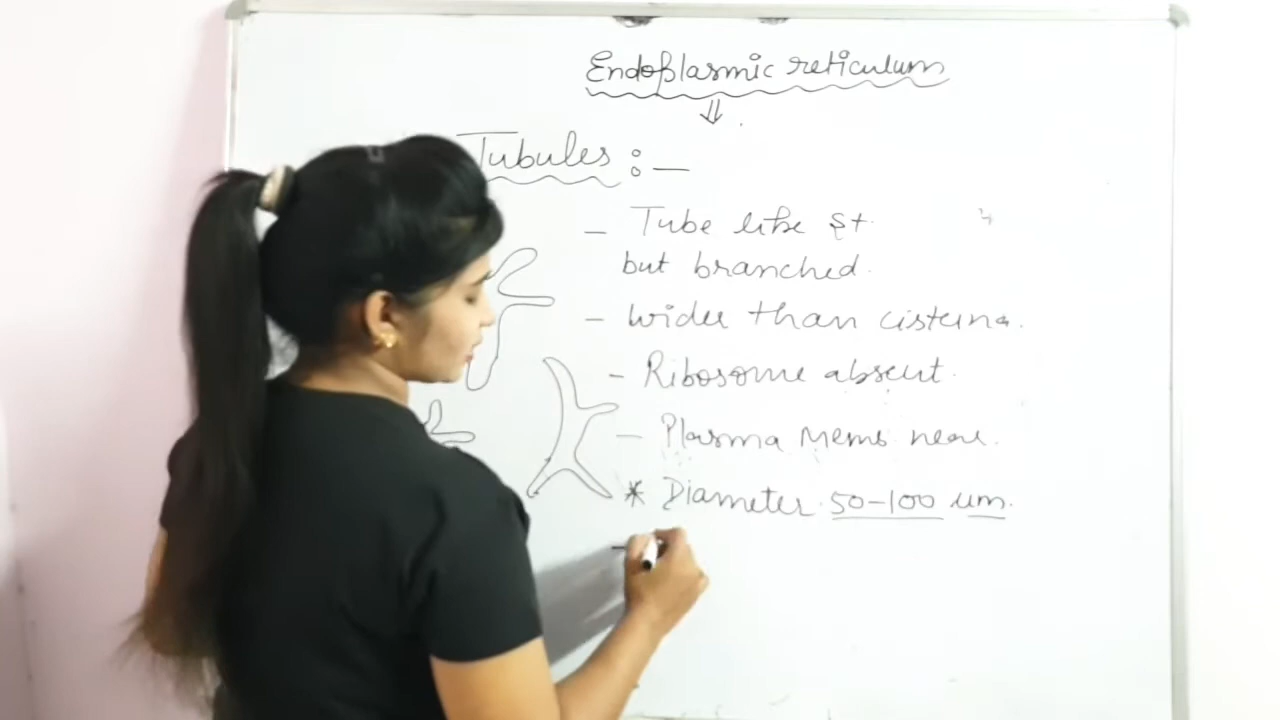 Endoplasmic reticulum
⇓
Tubules :—
– Tube like st.
but branched.
– wider than cisterna.
– Ribosome absent.
– Plasma Memb near.
* Diameter 50–100 um.